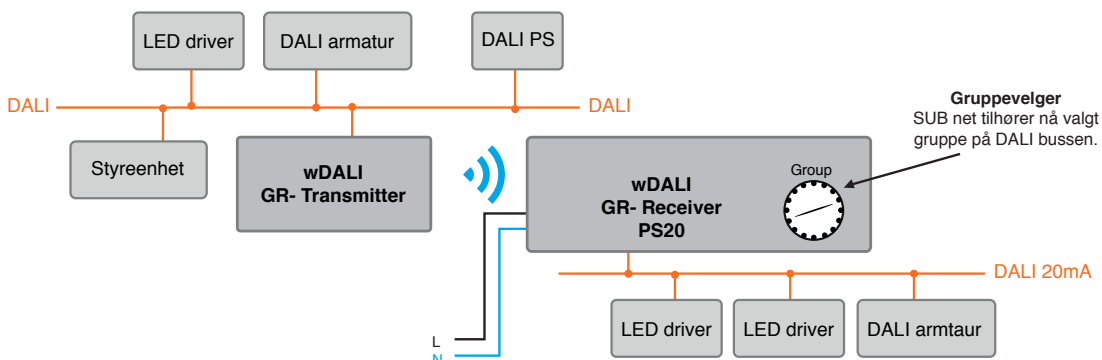 LED driver
DALI armatur
DALI PS
DALI
DALI
Styreenhet
wDALI
GR- Transmitter
Gruppevelger
SUB net tilhører nå valgt
gruppe på DALI bussen.
wDALI
GR- Receiver
PS20
Group
DALI 20mA
L
N
LED driver
LED driver
DALI armtaur